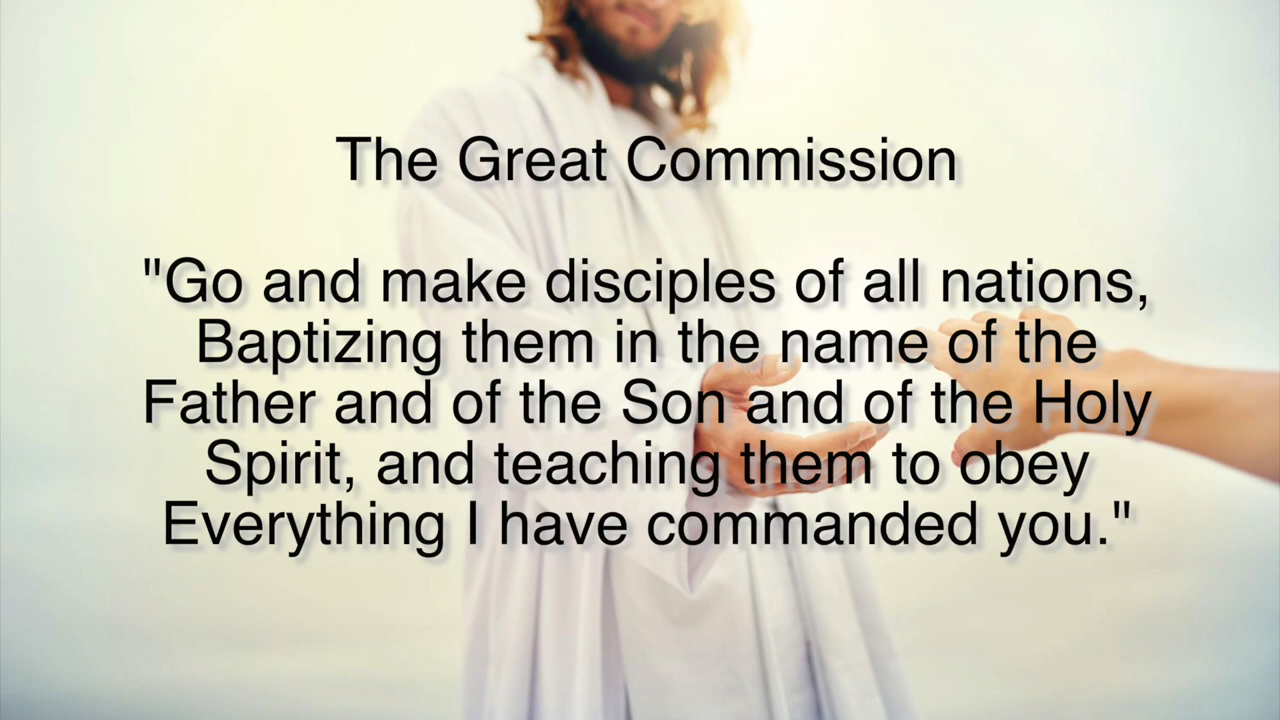 The Great Commission
"Go and make disciples of all nations,
Baptizing them in the name of the
Father and of the Son and of the Holy
Spirit, and teaching them to obey
Everything I have commanded you."